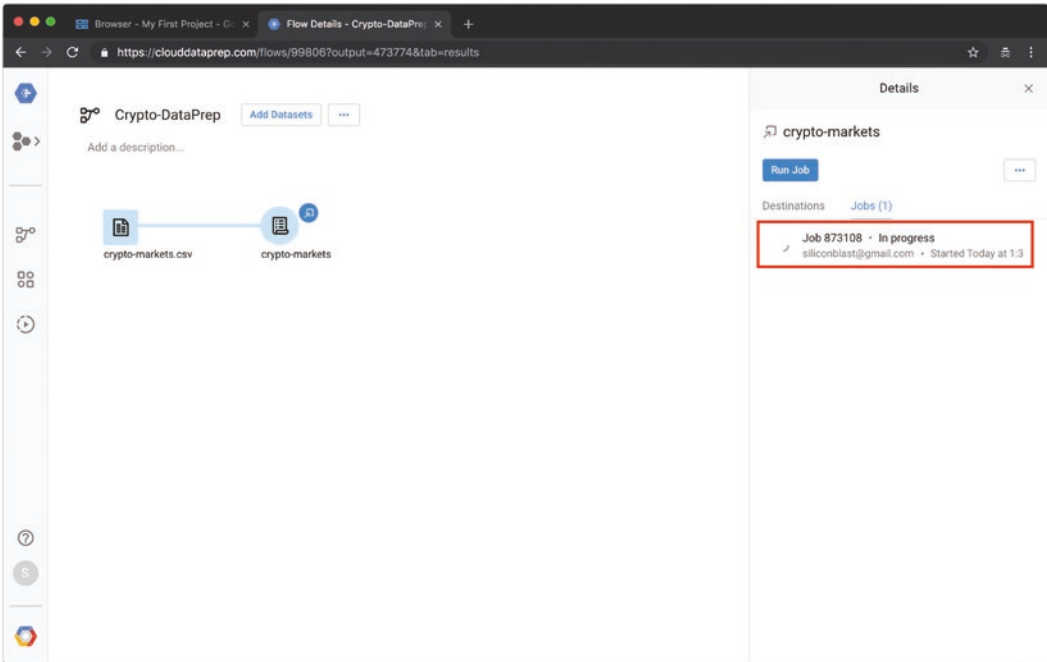 Browser - My First Project - Go
Flow Details - Crypto-DataPrep
https://clouddataprep.com/flows/99806?output=473774&tab=results
Crypto-DataPrep
Add Datasets
...
Add a description...
crypto-markets.csv
crypto-markets
S
Details
crypto-markets
Run Job
...
Destinations
Jobs (1)
Job 873108 • In progress
siliconblast@gmail.com • Started Today at 1:3